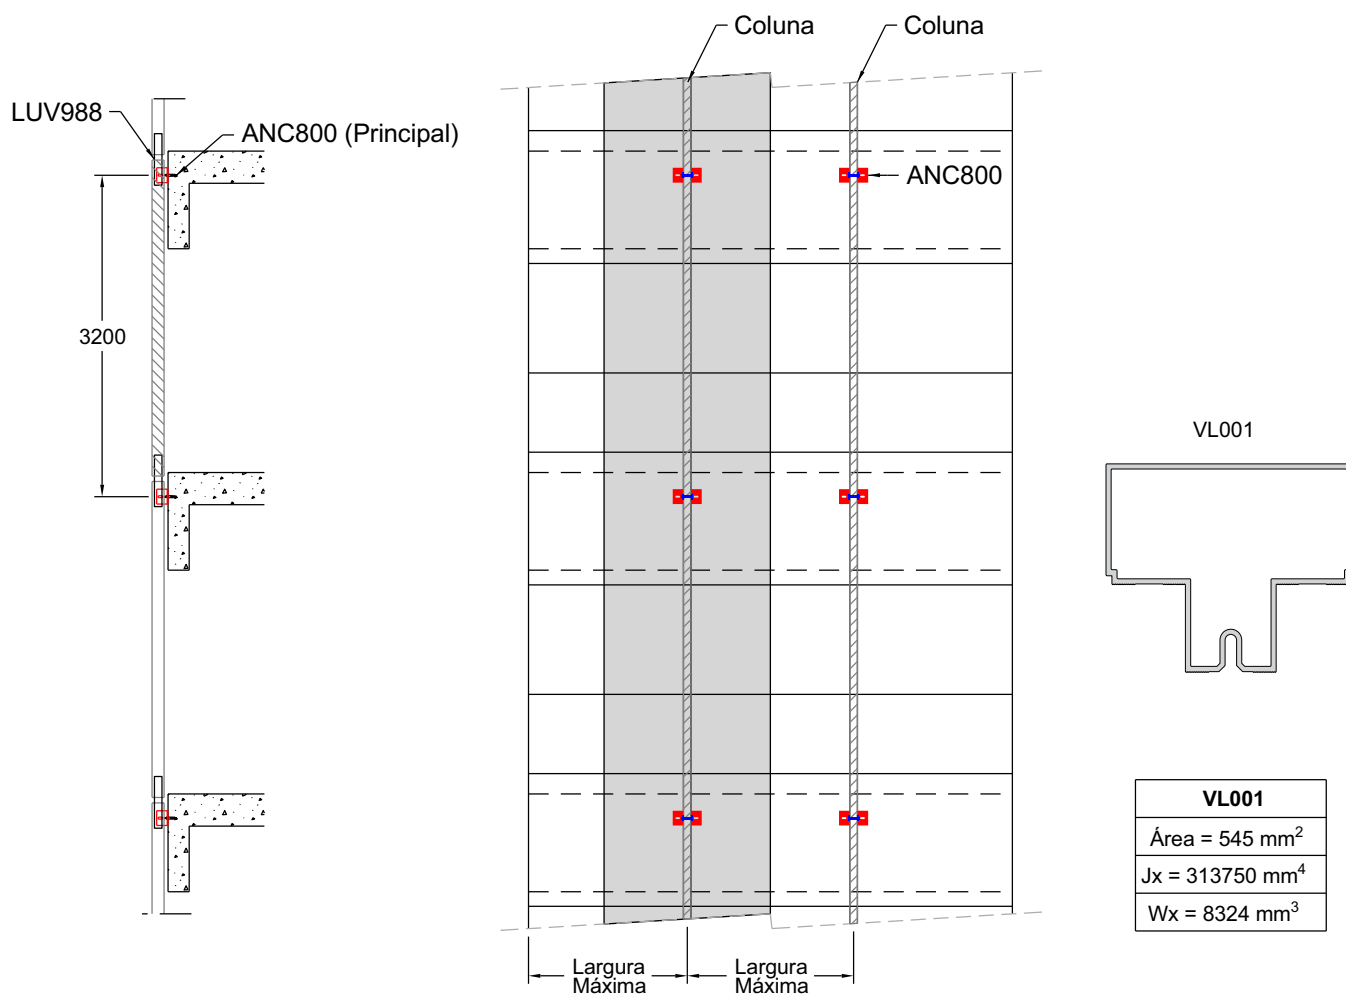 Coluna
Coluna
LUV988
ANC800 (Principal)
ANC800
3200
VL001
VL001
Área = 545 mm²
Jx = 313750 mm⁴
Wx = 8324 mm³
Largura
Máxima
Largura
Máxima